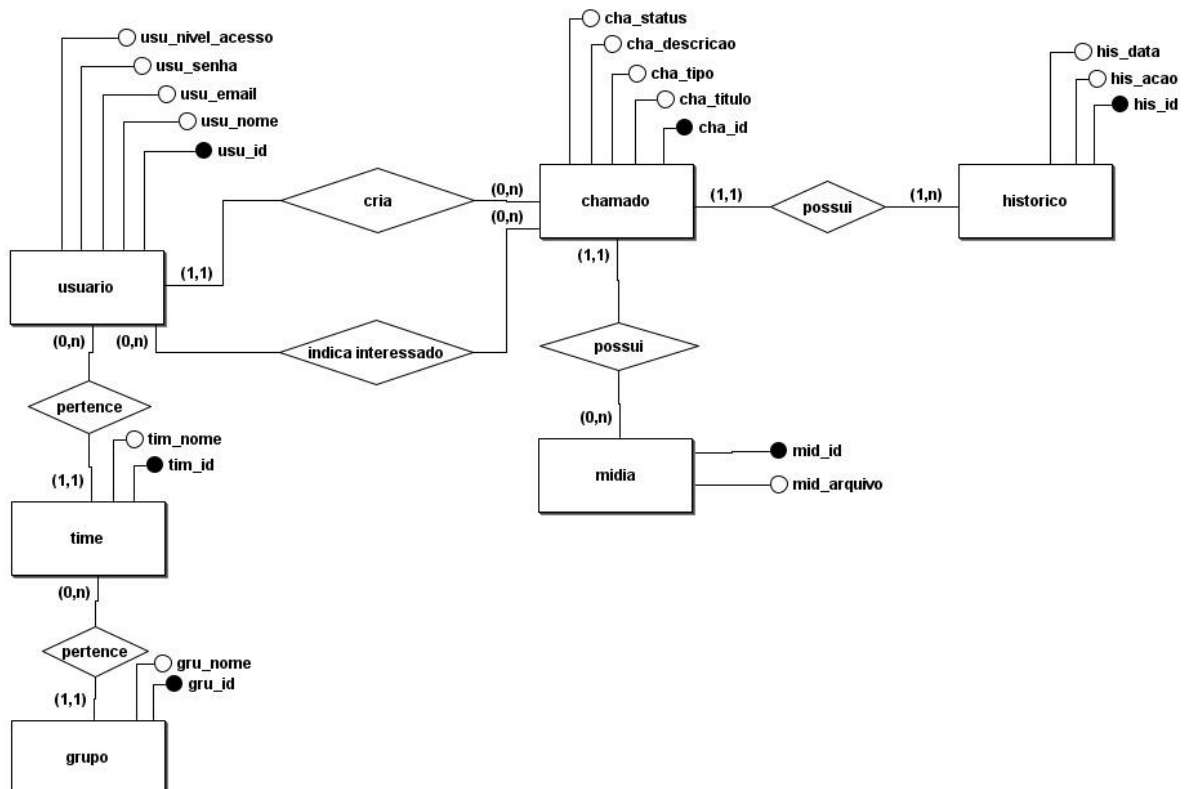 usu_nivel_acesso
usu_senha
usu_email
usu_nome
usu_id
cha_status
cha_descricao
cha_tipo
cha_titulo
cha_id
his_data
his_acao
his_id
cria
(0,n)
(0,n)
chamado
(1,1)
possui
(1,n)
historico
(1,1)
usuario
(1,1)
(0,n)
(0,n)
indica interessado
possui
pertence
(0,n)
tim_nome
tim_id
(1,1)
midia
mid_id
mid_arquivo
time
(0,n)
pertence
gru_nome
gru_id
(1,1)
grupo